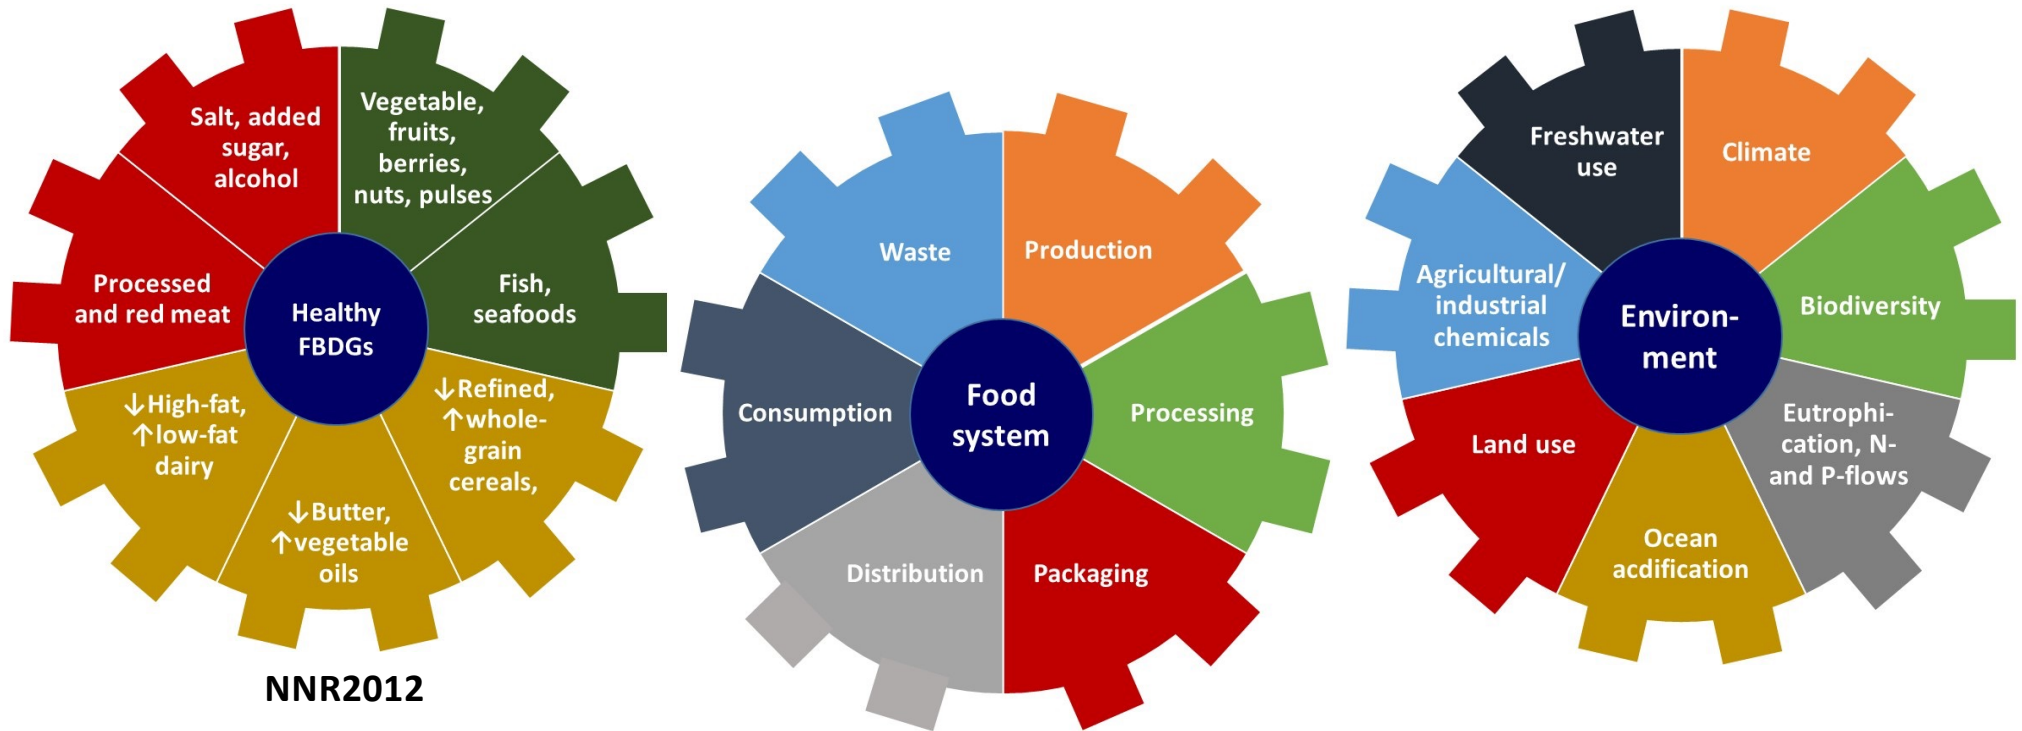 Salt, added
sugar,
alcohol
Vegetable,
fruits,
berries,
nuts, pulses
Processed
and red meat
Healthy
FBDGs
Fish,
seafoods
↓High-fat,
↑low-fat
dairy
↓Butter,
↑vegetable
oils
↓Refined,
↑whole-
grain
cereals,
NNR2012
Waste
Production
Consumption
Food
system
Processing
Distribution
Packaging
Freshwater
use
Climate
Agricultural/
industrial
chemicals
Environ-
ment
Biodiversity
Land use
Eutrophi-
cation, N-
and P-flows
Ocean
acdification